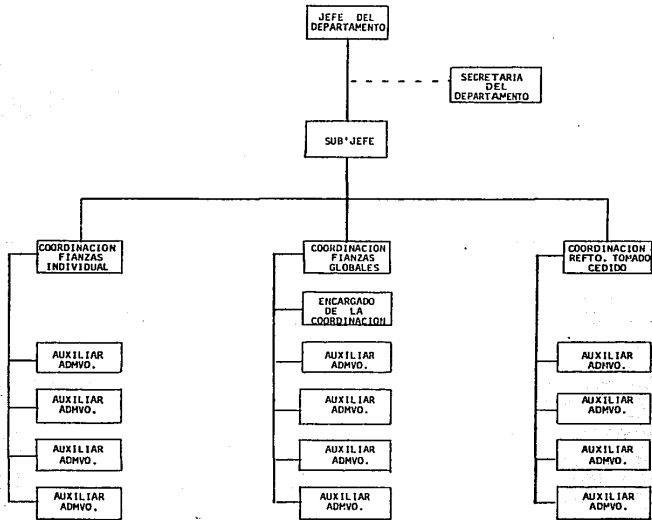 JEFE DEL
DEPARTAMENTO
SECRETARIA
DEL
DEPARTAMENTO
SUB'JEFE
COORDINACION
FIANZAS
INDIVIDUAL
COORDINACION
FIANZAS
GLOBALES
COORDINACION
REFTO. TOMADO
CEDIDO
ENCARGADO
DE LA
COORDINACION
AUXILIAR
ADMVO.
AUXILIAR
ADMVO.
AUXILIAR
ADMVO.
AUXILIAR
ADMVO.
AUXILIAR
ADMVO.
AUXILIAR
ADMVO.
AUXILIAR
ADMVO.
AUXILIAR
ADMVO.
AUXILIAR
ADMVO.
AUXILIAR
ADMVO.
AUXILIAR
ADMVO.
AUXILIAR
ADMVO.